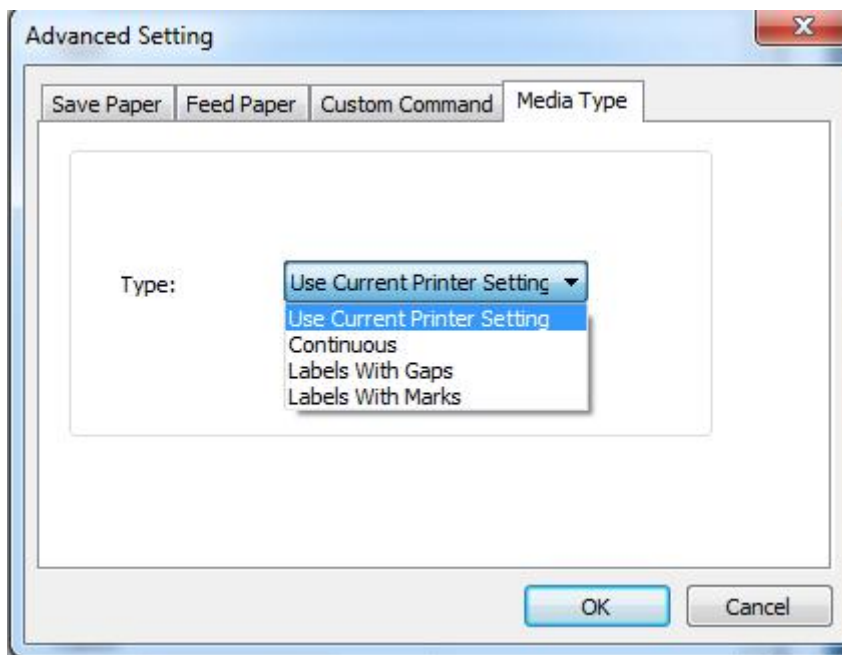 Advanced Setting
Save Paper Feed Paper Custom Command Media Type
Type: Use Current Printer Setting
Use Current Printer Setting
Continuous
Labels With Gaps
Labels With Marks
OK Cancel